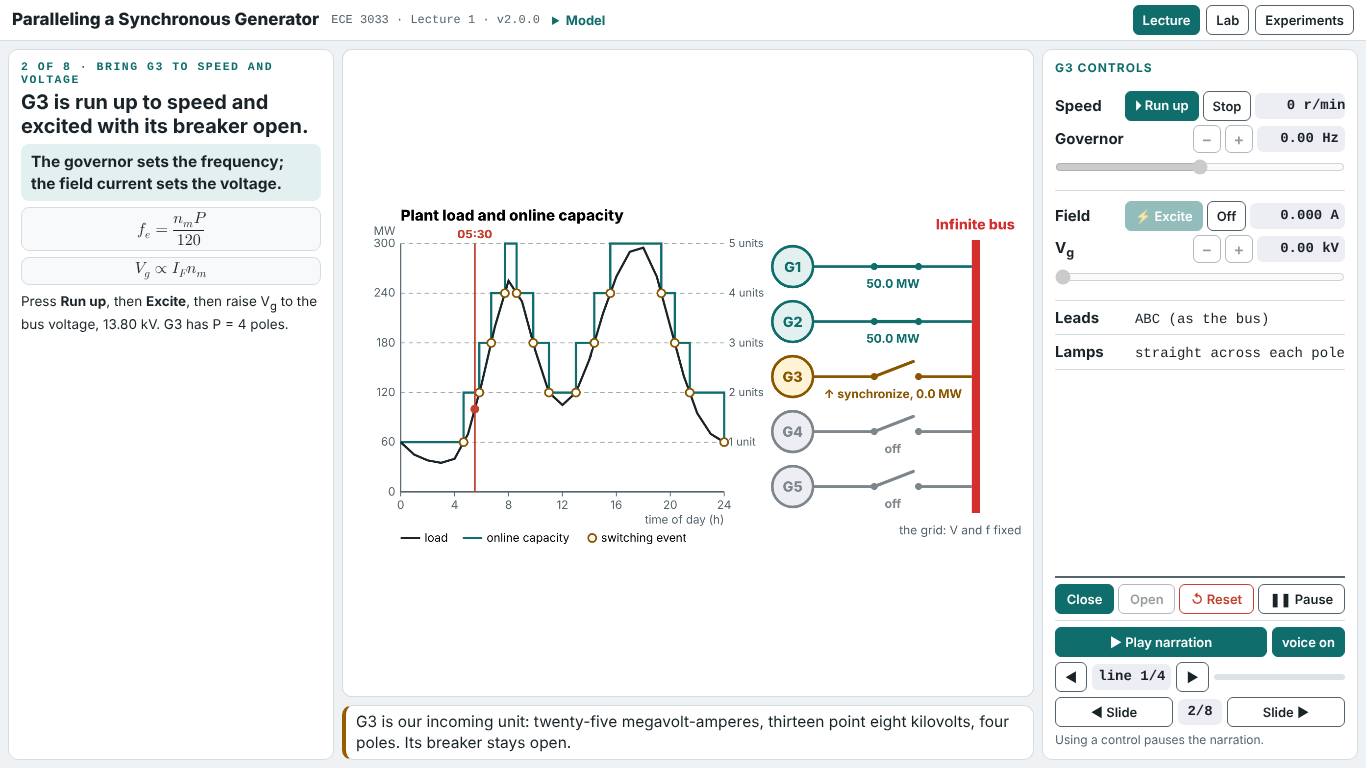 Paralleling a Synchronous Generator ECE 3033 · Lecture 1 · v2.0.0 ▶ Model Lecture Lab Experiments
2 OF 8 · BRING G3 TO SPEED AND
VOLTAGE
G3 is run up to speed and
excited with its breaker open.
The governor sets the frequency;
the field current sets the voltage.
f_e = n_m P / 120
V_g ∝ I_F n_m
Press Run up, then Excite, then raise Vg to the
bus voltage, 13.80 kV. G3 has P = 4 poles.
Plant load and online capacity
MW
05:30
300
240
180
120
60
0
5 units
4 units
3 units
2 units
1 unit
0 4 8 12 16 20 24
time of day (h)
load online capacity switching event
Infinite bus
G1
50.0 MW
G2
50.0 MW
G3
↑ synchronize, 0.0 MW
G4
off
G5
off
the grid: V and f fixed
G3 is our incoming unit: twenty-five megavolt-amperes, thirteen point eight kilovolts, four
poles. Its breaker stays open.
G3 CONTROLS
Speed Run up Stop 0 r/min
Governor − + 0.00 Hz
Field ⚡ Excite Off 0.000 A
Vg − + 0.00 kV
Leads ABC (as the bus)
Lamps straight across each pole
Close Open ↺ Reset ❚❚ Pause
▶ Play narration voice on
◀ line 1/4 ▶
◀ Slide 2/8 Slide ▶
Using a control pauses the narration.